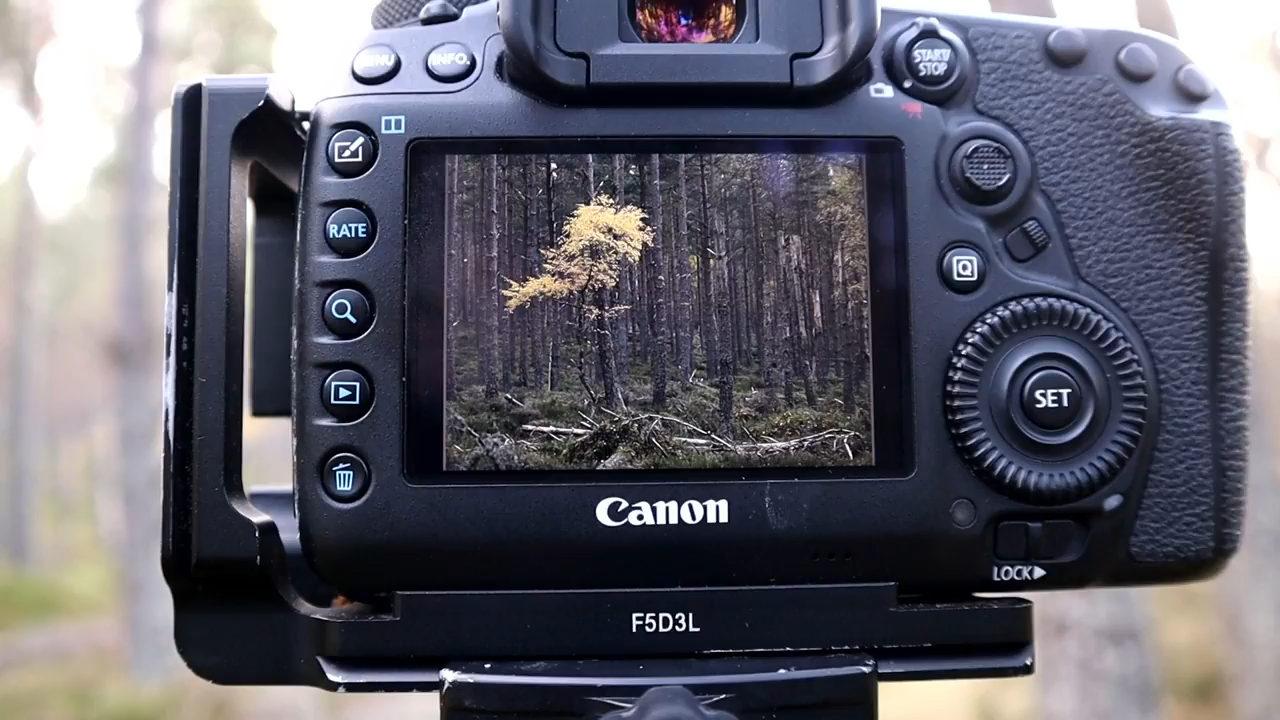 MENU
INFO.
START/
STOP
RATE
Q
SET
Canon
LOCK
F5D3L